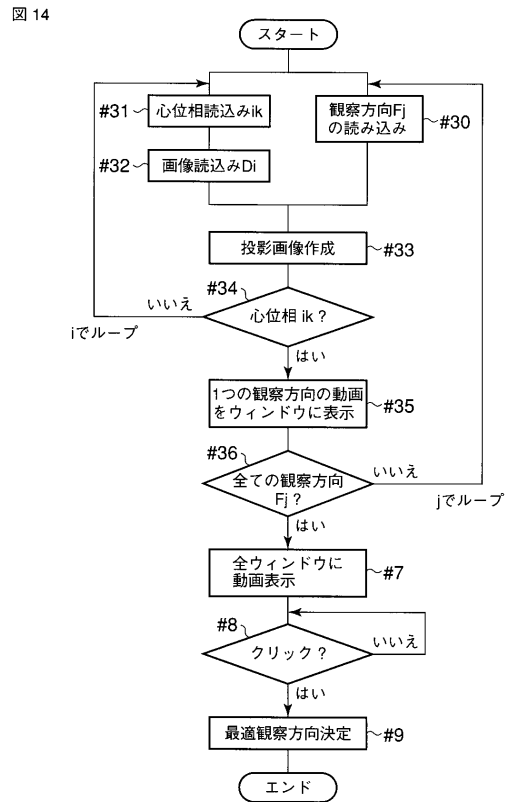 図 14
スタート
#31
心位相読込みik
観察方向Fj
の読み込み
#30
#32
画像読込みDi
投影画像作成
#33
#34
心位相 ik？
いいえ
iでループ
はい
1つの観察方向の動画
をウィンドウに表示
#35
#36
全ての観察方向
Fj？
いいえ
jでループ
はい
全ウィンドウに
動画表示
#7
#8
クリック？
いいえ
はい
最適観察方向決定
#9
エンド